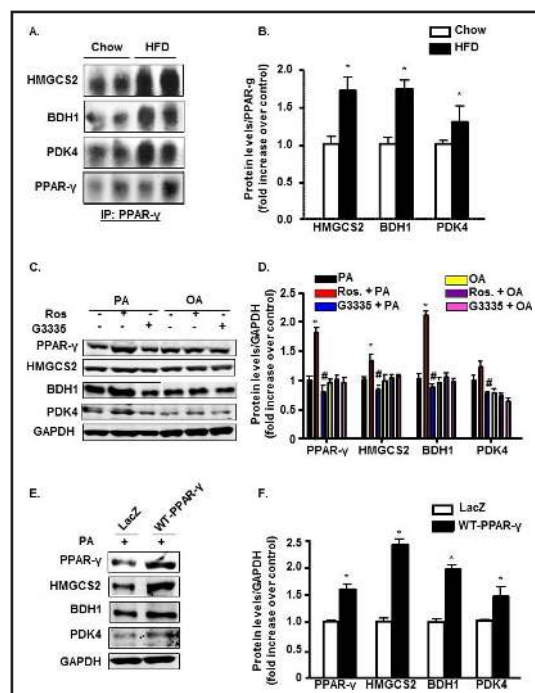 A.
Chow HFD
HMGCS2
BDH1
PDK4
PPAR-γ
IP: PPAR-γ
B.
Chow
HFD
Protein levels/PPAR-g
(fold increase over control)
2.0
1.5
1.0
0.5
0.0
* * *
HMGCS2 BDH1 PDK4
C.
PA OA
Ros - + - - + -
G3335 - - + - - +
PPAR-γ
HMGCS2
BDH1
PDK4
GAPDH
D.
PA OA
Ros. + PA Ros. + OA
G3335 + PA G3335 + OA
Protein levels/GAPDH
(fold increase over control)
2.5
2.0
1.5
1.0
0.5
0
* * *
# # # #
PPAR-γ HMGCS2 BDH1 PDK4
E.
LacZ WT-PPAR-γ
PA + +
PPAR-γ
HMGCS2
BDH1
PDK4
GAPDH
F.
LacZ
WT-PPAR-γ
Protein levels/GAPDH
(fold increase over control)
3.0
2.5
2.0
1.5
1.0
0.5
0.0
* * * *
PPAR-γ HMGCS2 BDH1 PDK4